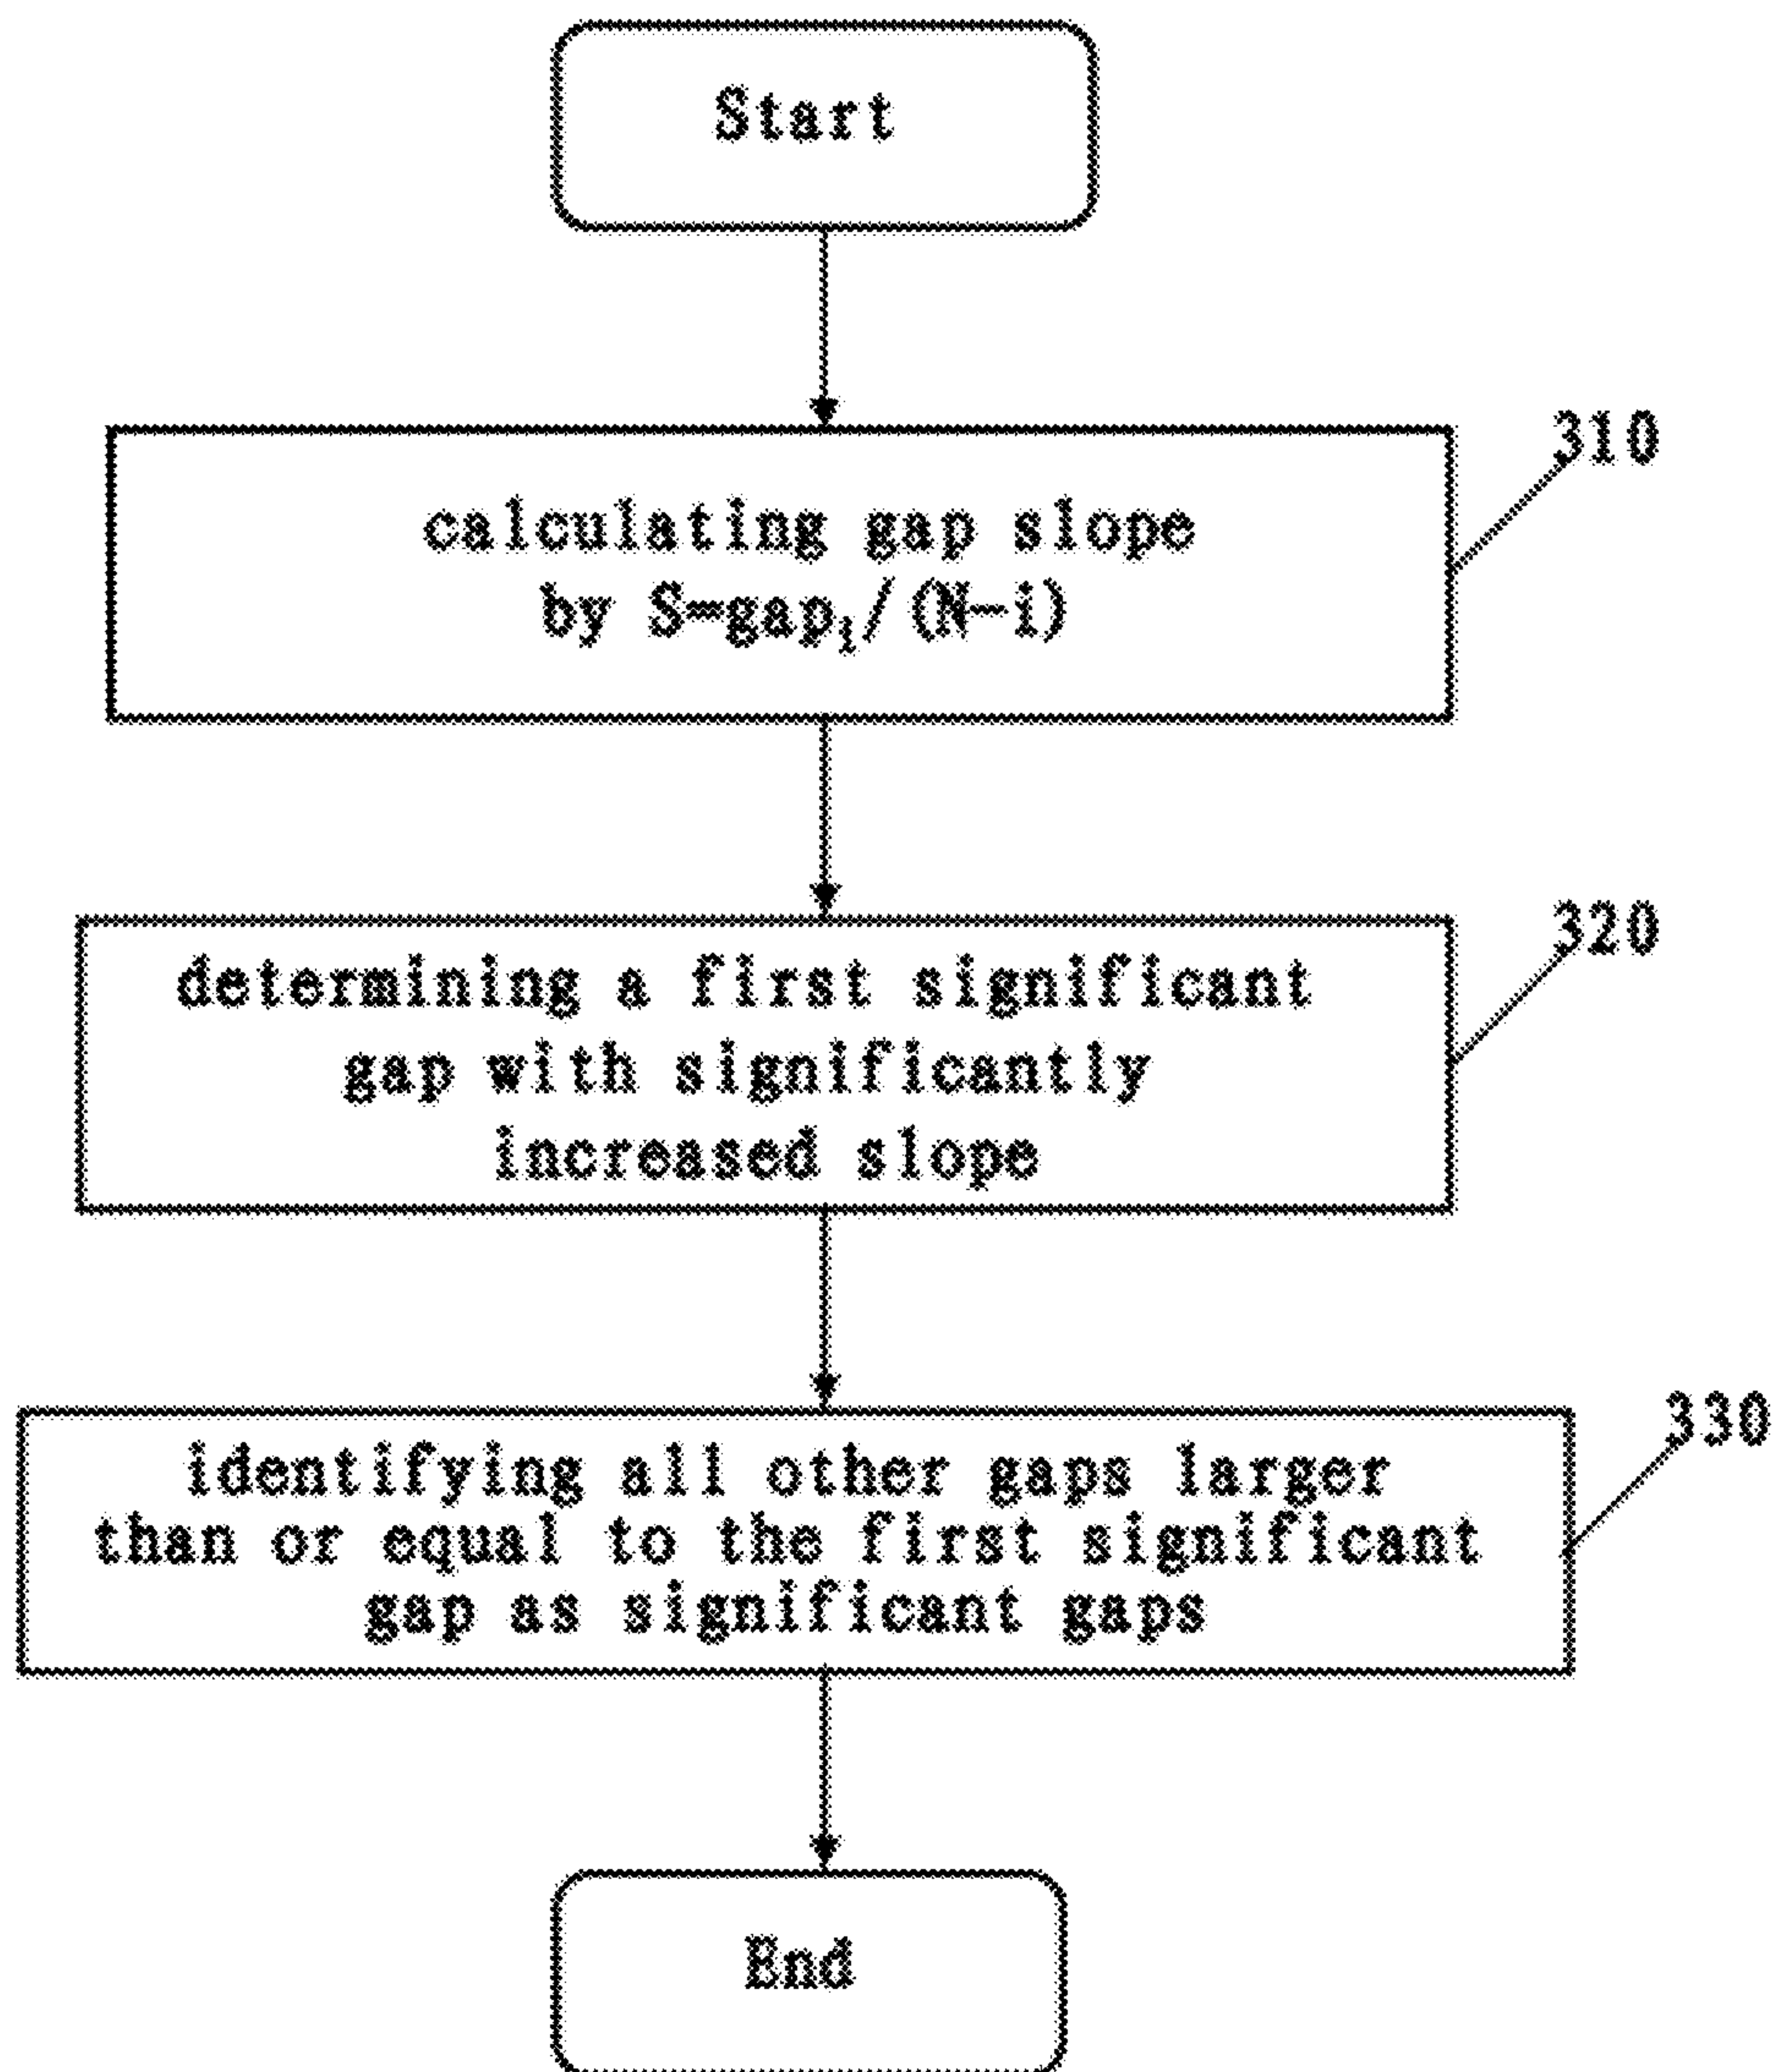 Start
310
calculating gap slope
by S=gapᵢ/(N-i)
320
determining a first significant
gap with significantly
increased slope
330
identifying all other gaps larger
than or equal to the first significant
gap as significant gaps
End